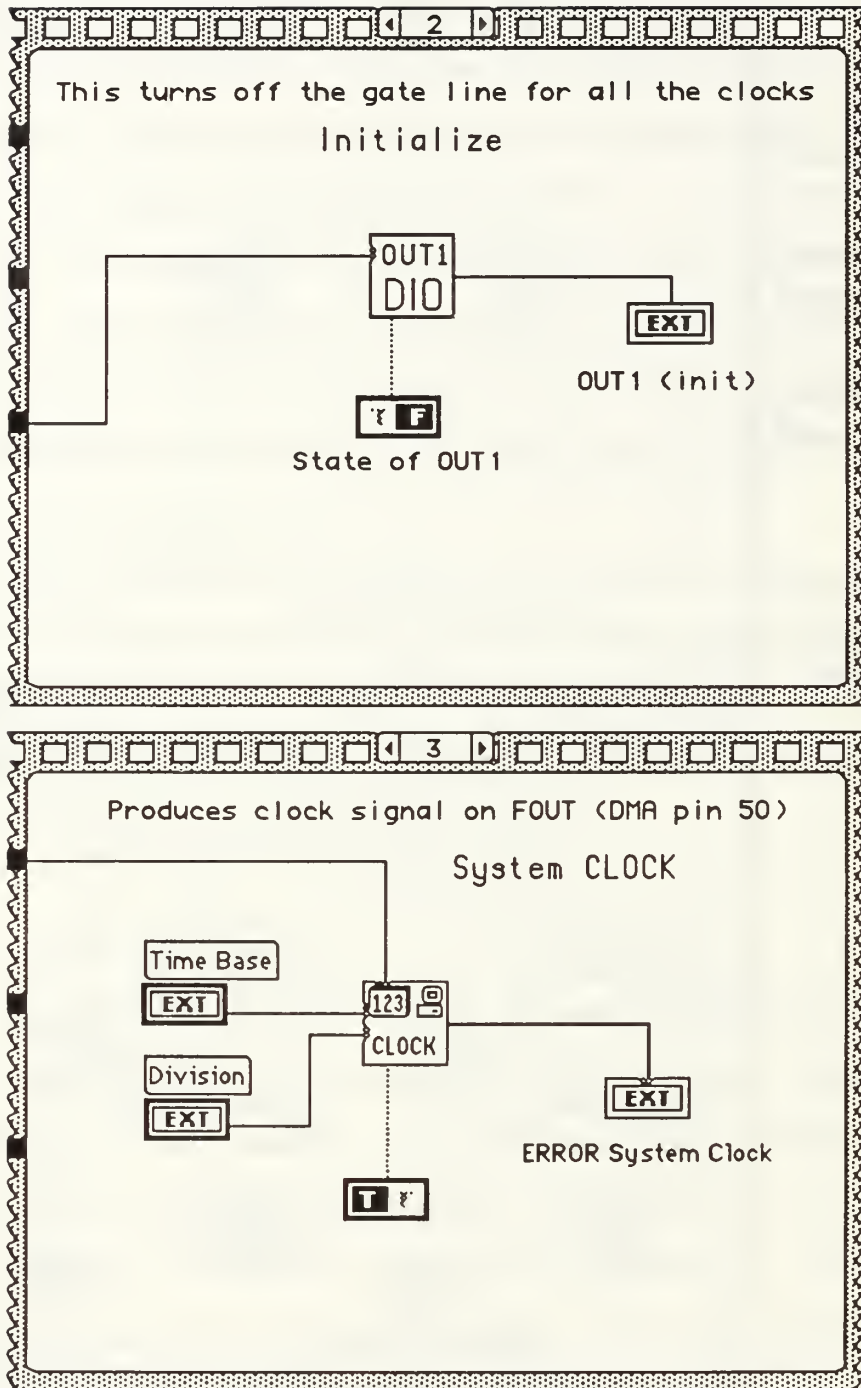 2
This turns off the gate line for all the clocks
Initialize
OUT1
DIO
EXT
OUT1 (init)
F
State of OUT1
3
Produces clock signal on FOUT (DMA pin 50)
System CLOCK
Time Base
EXT
123
CLOCK
Division
EXT
EXT
ERROR System Clock
T